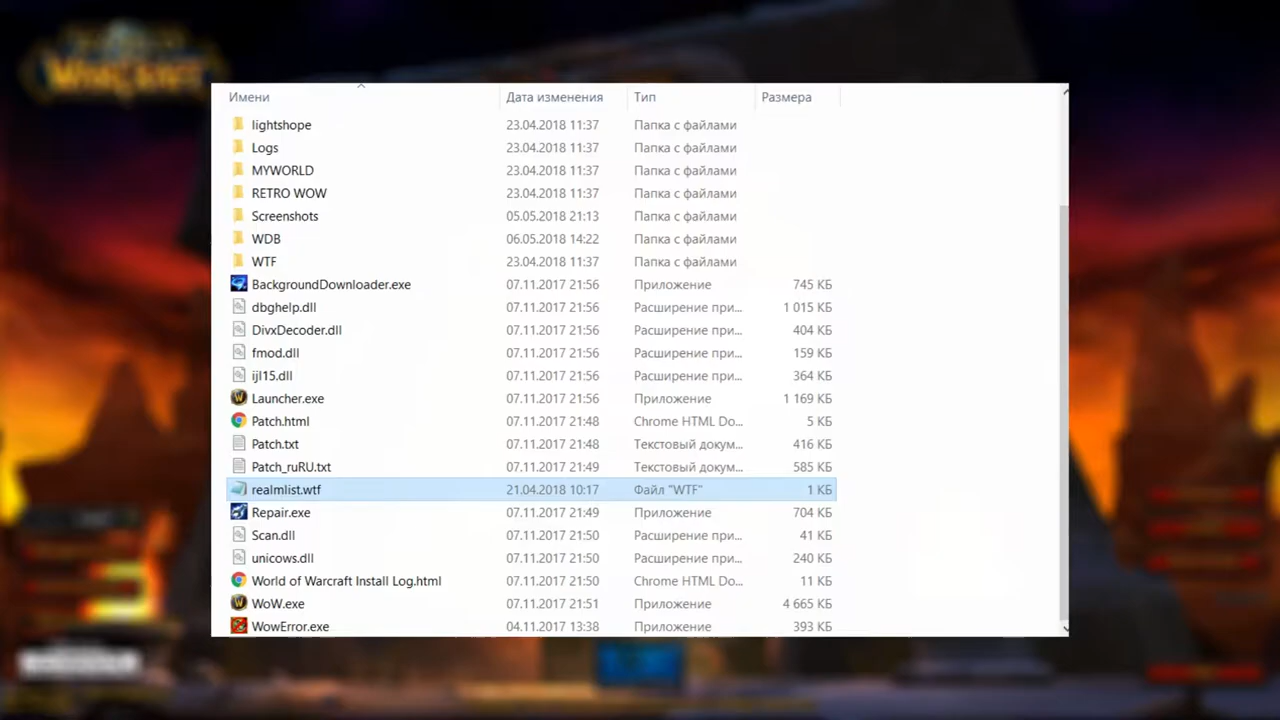 WARCRAFT
Имени Дата изменения Тип Размера
lightshope 23.04.2018 11:37 Папка с файлами
Logs 23.04.2018 11:37 Папка с файлами
MYWORLD 23.04.2018 11:37 Папка с файлами
RETRO WOW 23.04.2018 11:37 Папка с файлами
Screenshots 05.05.2018 21:13 Папка с файлами
WDB 06.05.2018 14:22 Папка с файлами
WTF 23.04.2018 11:37 Папка с файлами
BackgroundDownloader.exe 07.11.2017 21:56 Приложение 745 КБ
dbghelp.dll 07.11.2017 21:56 Расширение при... 1 015 КБ
DivxDecoder.dll 07.11.2017 21:56 Расширение при... 404 КБ
fmod.dll 07.11.2017 21:56 Расширение при... 159 КБ
ijl15.dll 07.11.2017 21:56 Расширение при... 364 КБ
Launcher.exe 07.11.2017 21:56 Приложение 1 169 КБ
Patch.html 07.11.2017 21:48 Chrome HTML Do... 5 КБ
Patch.txt 07.11.2017 21:48 Текстовый докум... 416 КБ
Patch_ruRU.txt 07.11.2017 21:49 Текстовый докум... 585 КБ
realmlist.wtf 21.04.2018 10:17 Файл "WTF" 1 КБ
Repair.exe 07.11.2017 21:49 Приложение 704 КБ
Scan.dll 07.11.2017 21:50 Расширение при... 41 КБ
unicows.dll 07.11.2017 21:50 Расширение при... 240 КБ
World of Warcraft Install Log.html 07.11.2017 21:50 Chrome HTML Do... 11 КБ
WoW.exe 07.11.2017 21:51 Приложение 4 665 КБ
WowError.exe 04.11.2017 13:38 Приложение 393 КБ